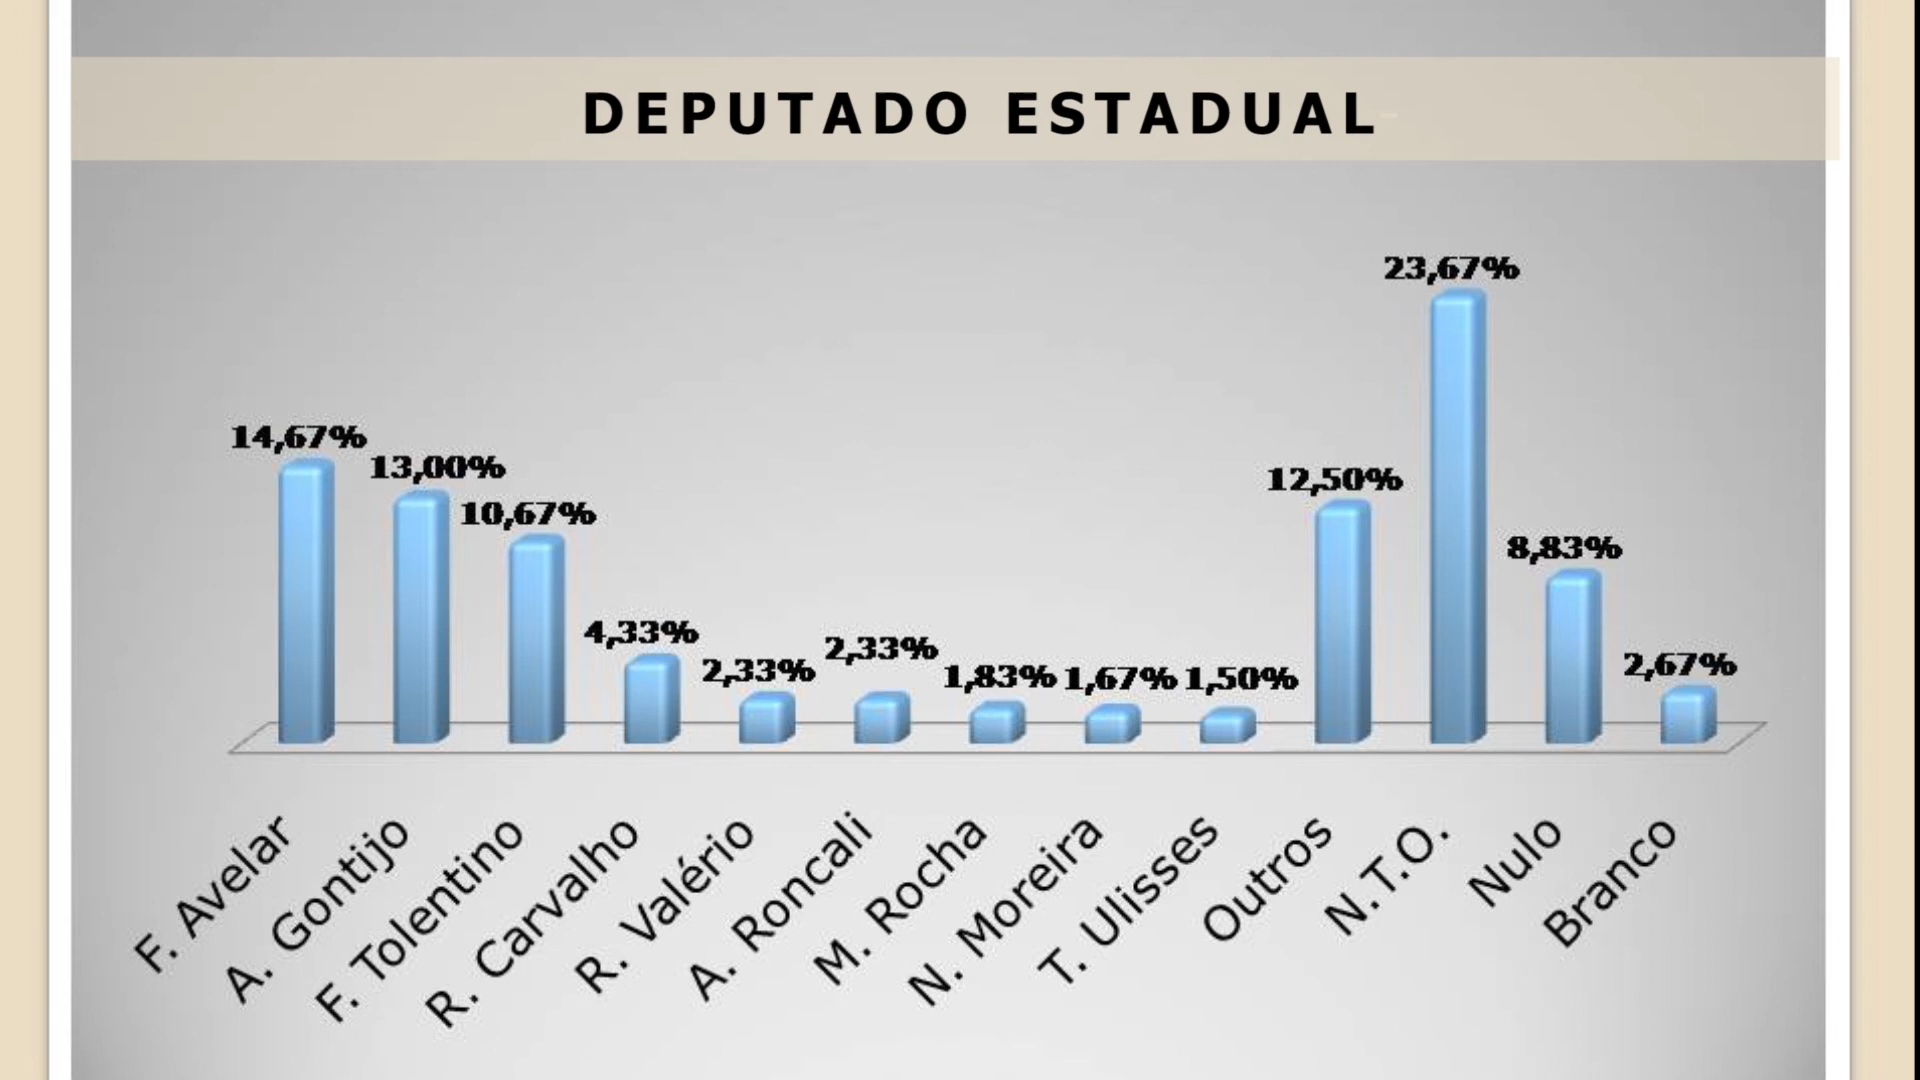 DEPUTADO ESTADUAL
23,67%
14,67%
13,00%
12,50%
10,67%
8,83%
4,33%
2,33%
2,33%
1,83%
1,67%
1,50%
2,67%
F. Avelar
A. Gontijo
F. Tolentino
R. Carvalho
R. Valério
A. Roncali
M. Rocha
N. Moreira
T. Ulisses
Outros
N.T.O.
Nulo
Branco